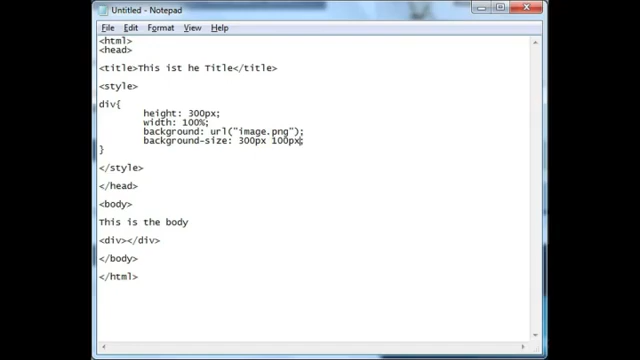 Untitled - Notepad
File Edit Format View Help
<html>
<head>
<title>This ist he Title</title>
<style>
div{
height: 300px;
width: 100%;
background: url("image.png");
background-size: 300px 100px;
}
</style>
</head>
<body>
This is the body
<div></div>
</body>
</html>